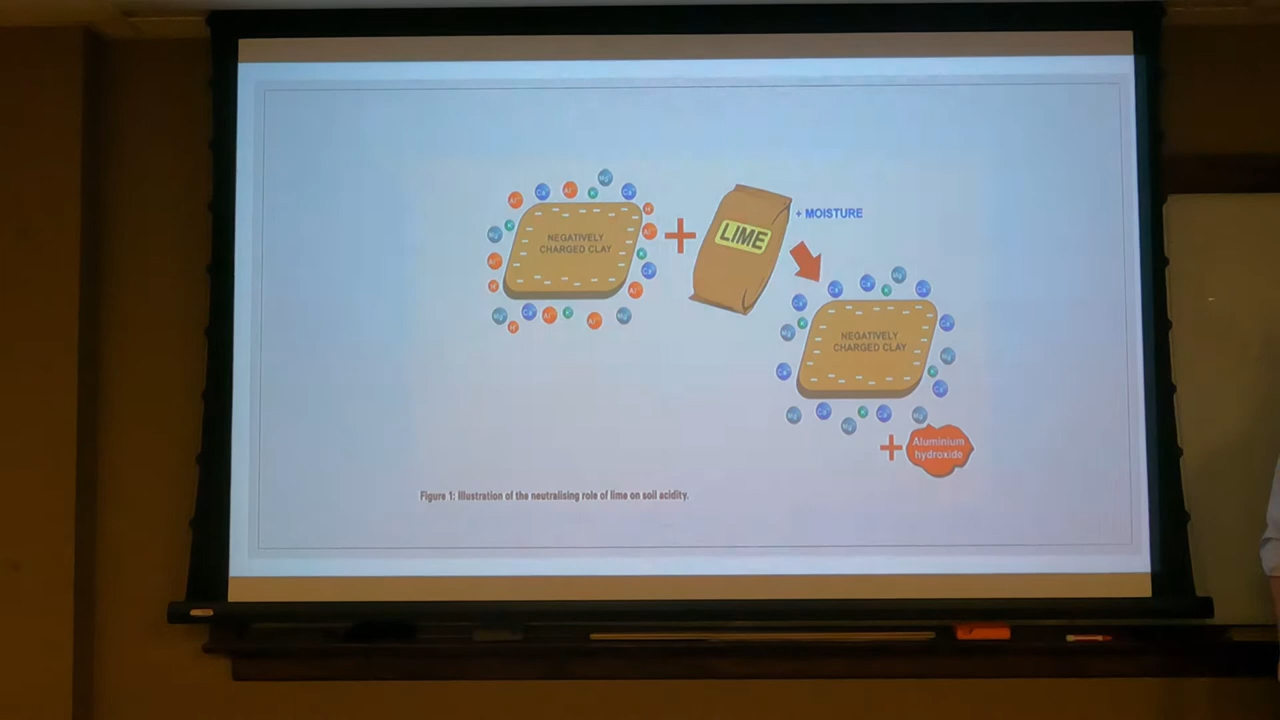 NEGATIVELY
CHARGED CLAY
LIME
+ MOISTURE
NEGATIVELY
CHARGED CLAY
Aluminium
hydroxide
Figure 1: Illustration of the neutralising role of lime on soil acidity.